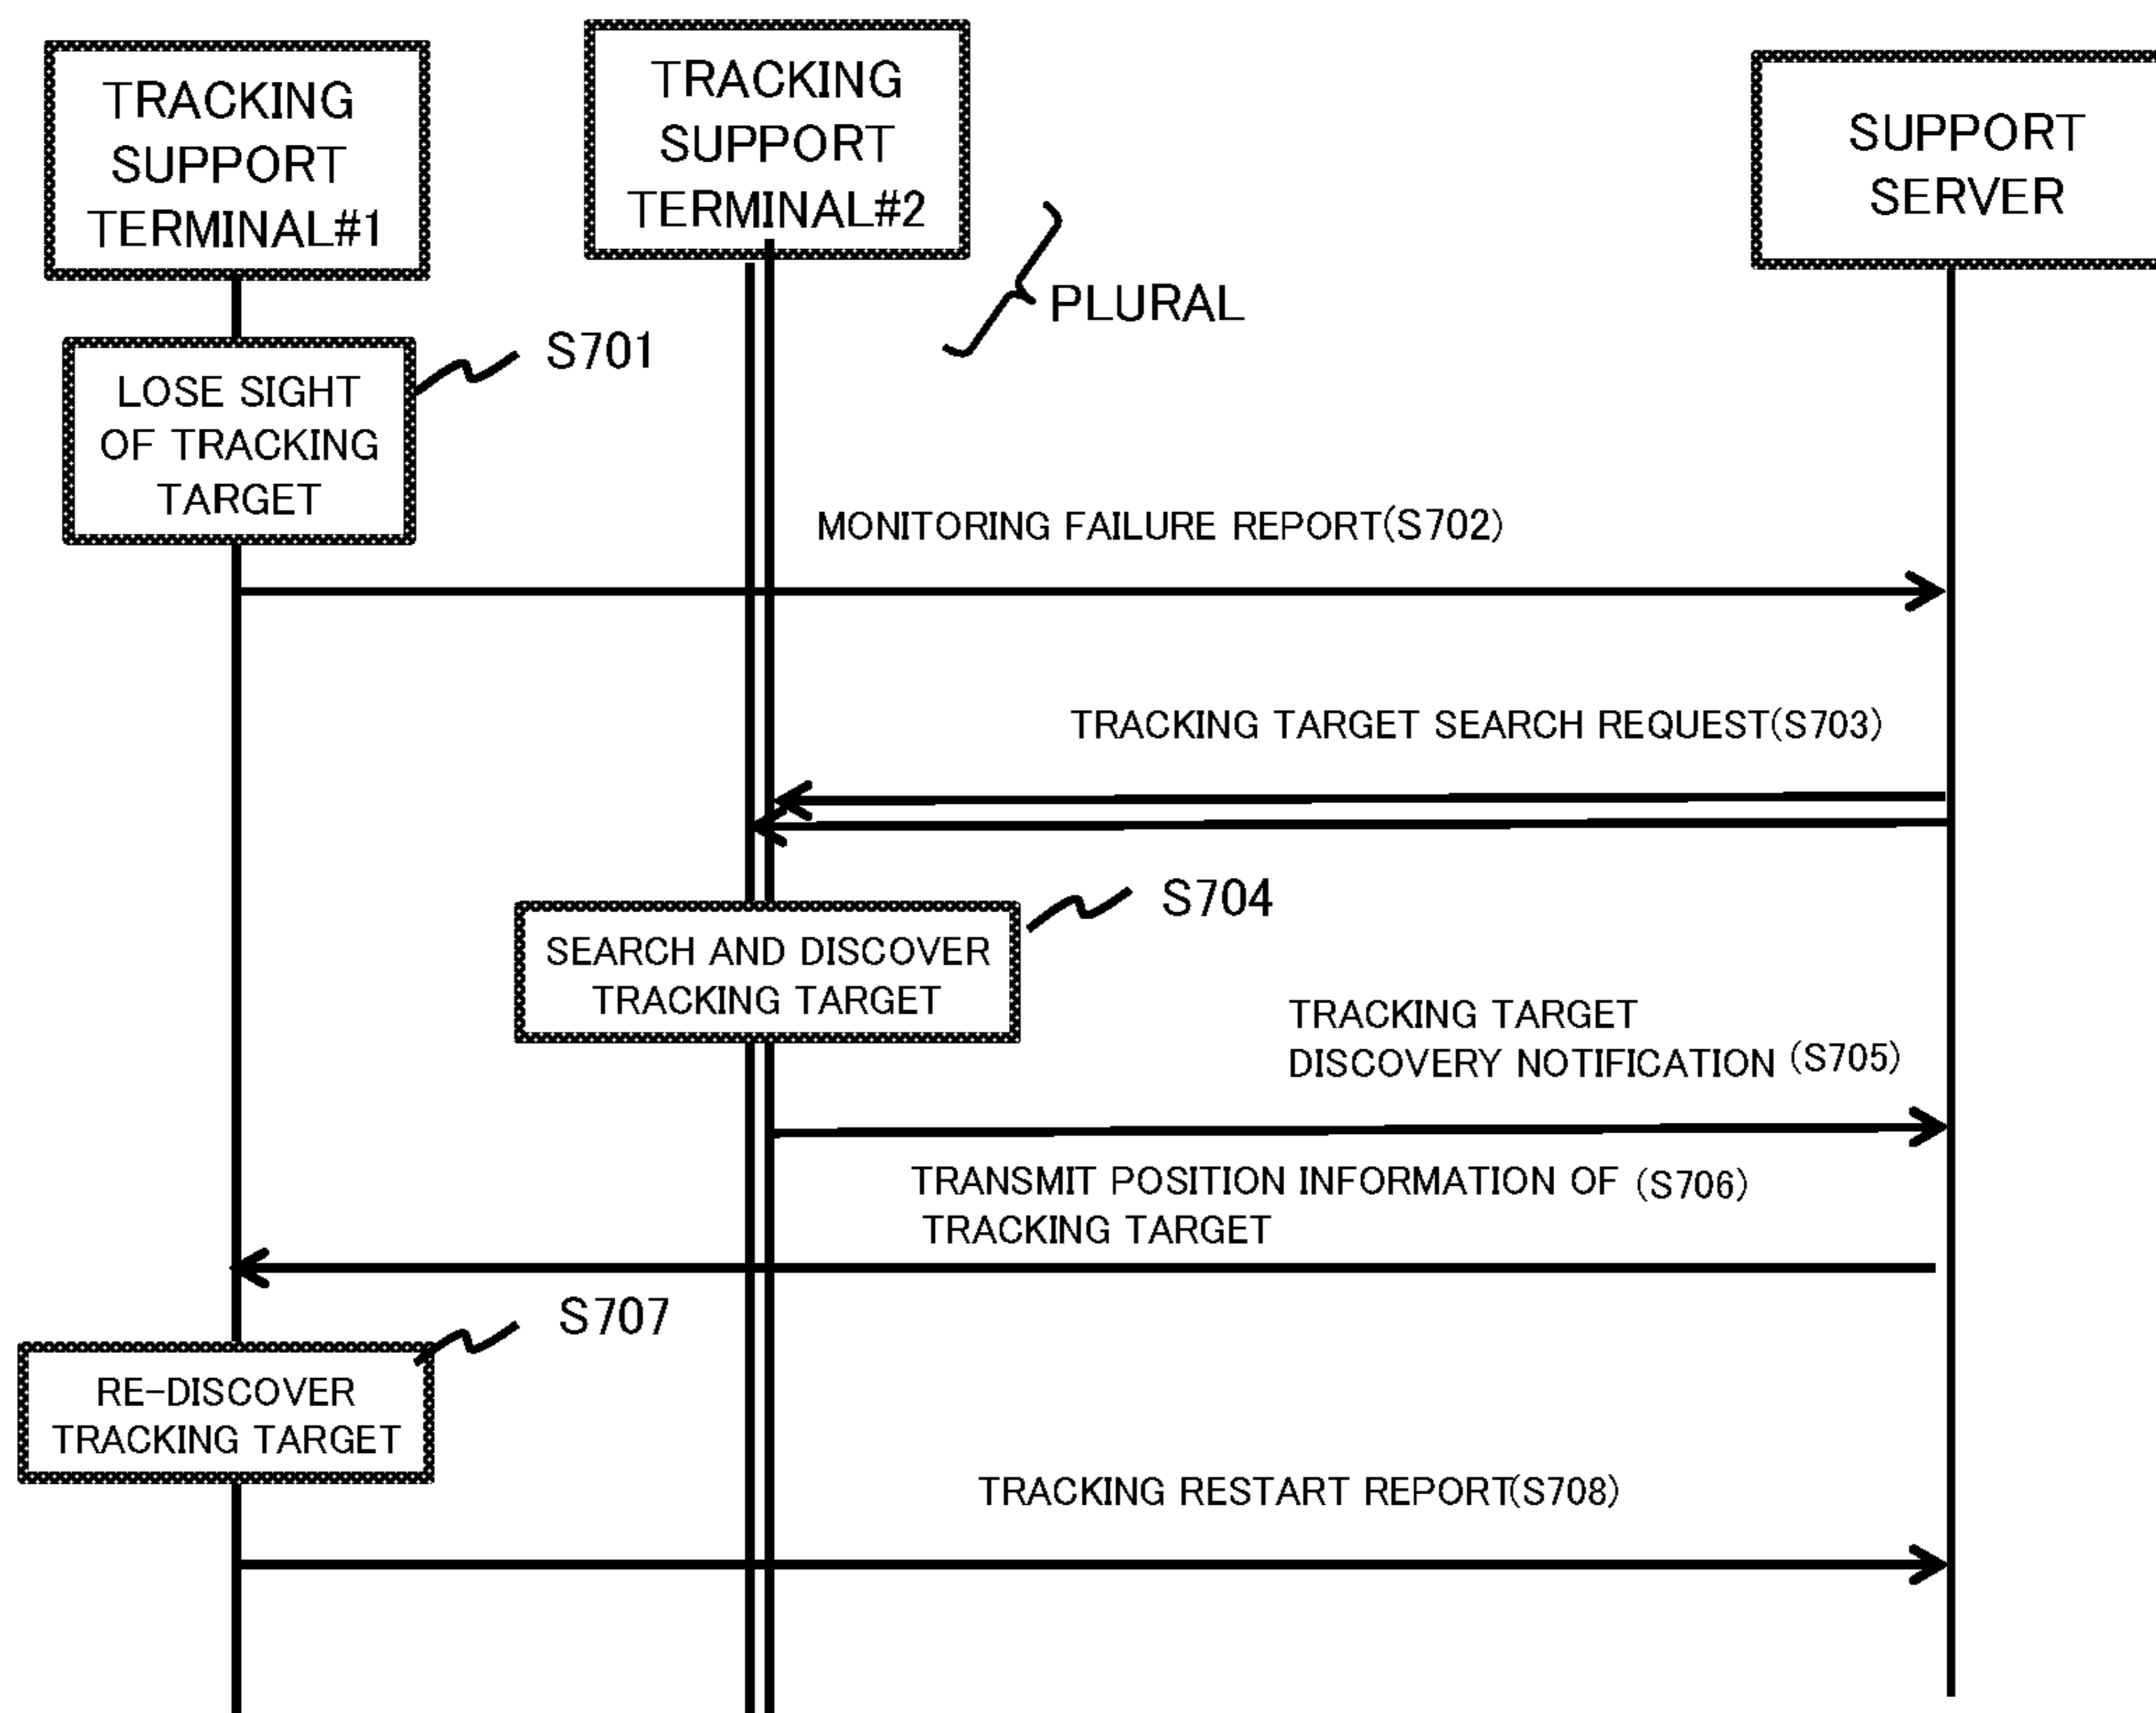 TRACKING
SUPPORT
TERMINAL#1
TRACKING
SUPPORT
TERMINAL#2
SUPPORT
SERVER
PLURAL
LOSE SIGHT
OF TRACKING
TARGET
S701
MONITORING FAILURE REPORT(S702)
TRACKING TARGET SEARCH REQUEST(S703)
S704
SEARCH AND DISCOVER
TRACKING TARGET
TRACKING TARGET
DISCOVERY NOTIFICATION (S705)
TRANSMIT POSITION INFORMATION OF (S706)
TRACKING TARGET
S707
RE-DISCOVER
TRACKING TARGET
TRACKING RESTART REPORT(S708)